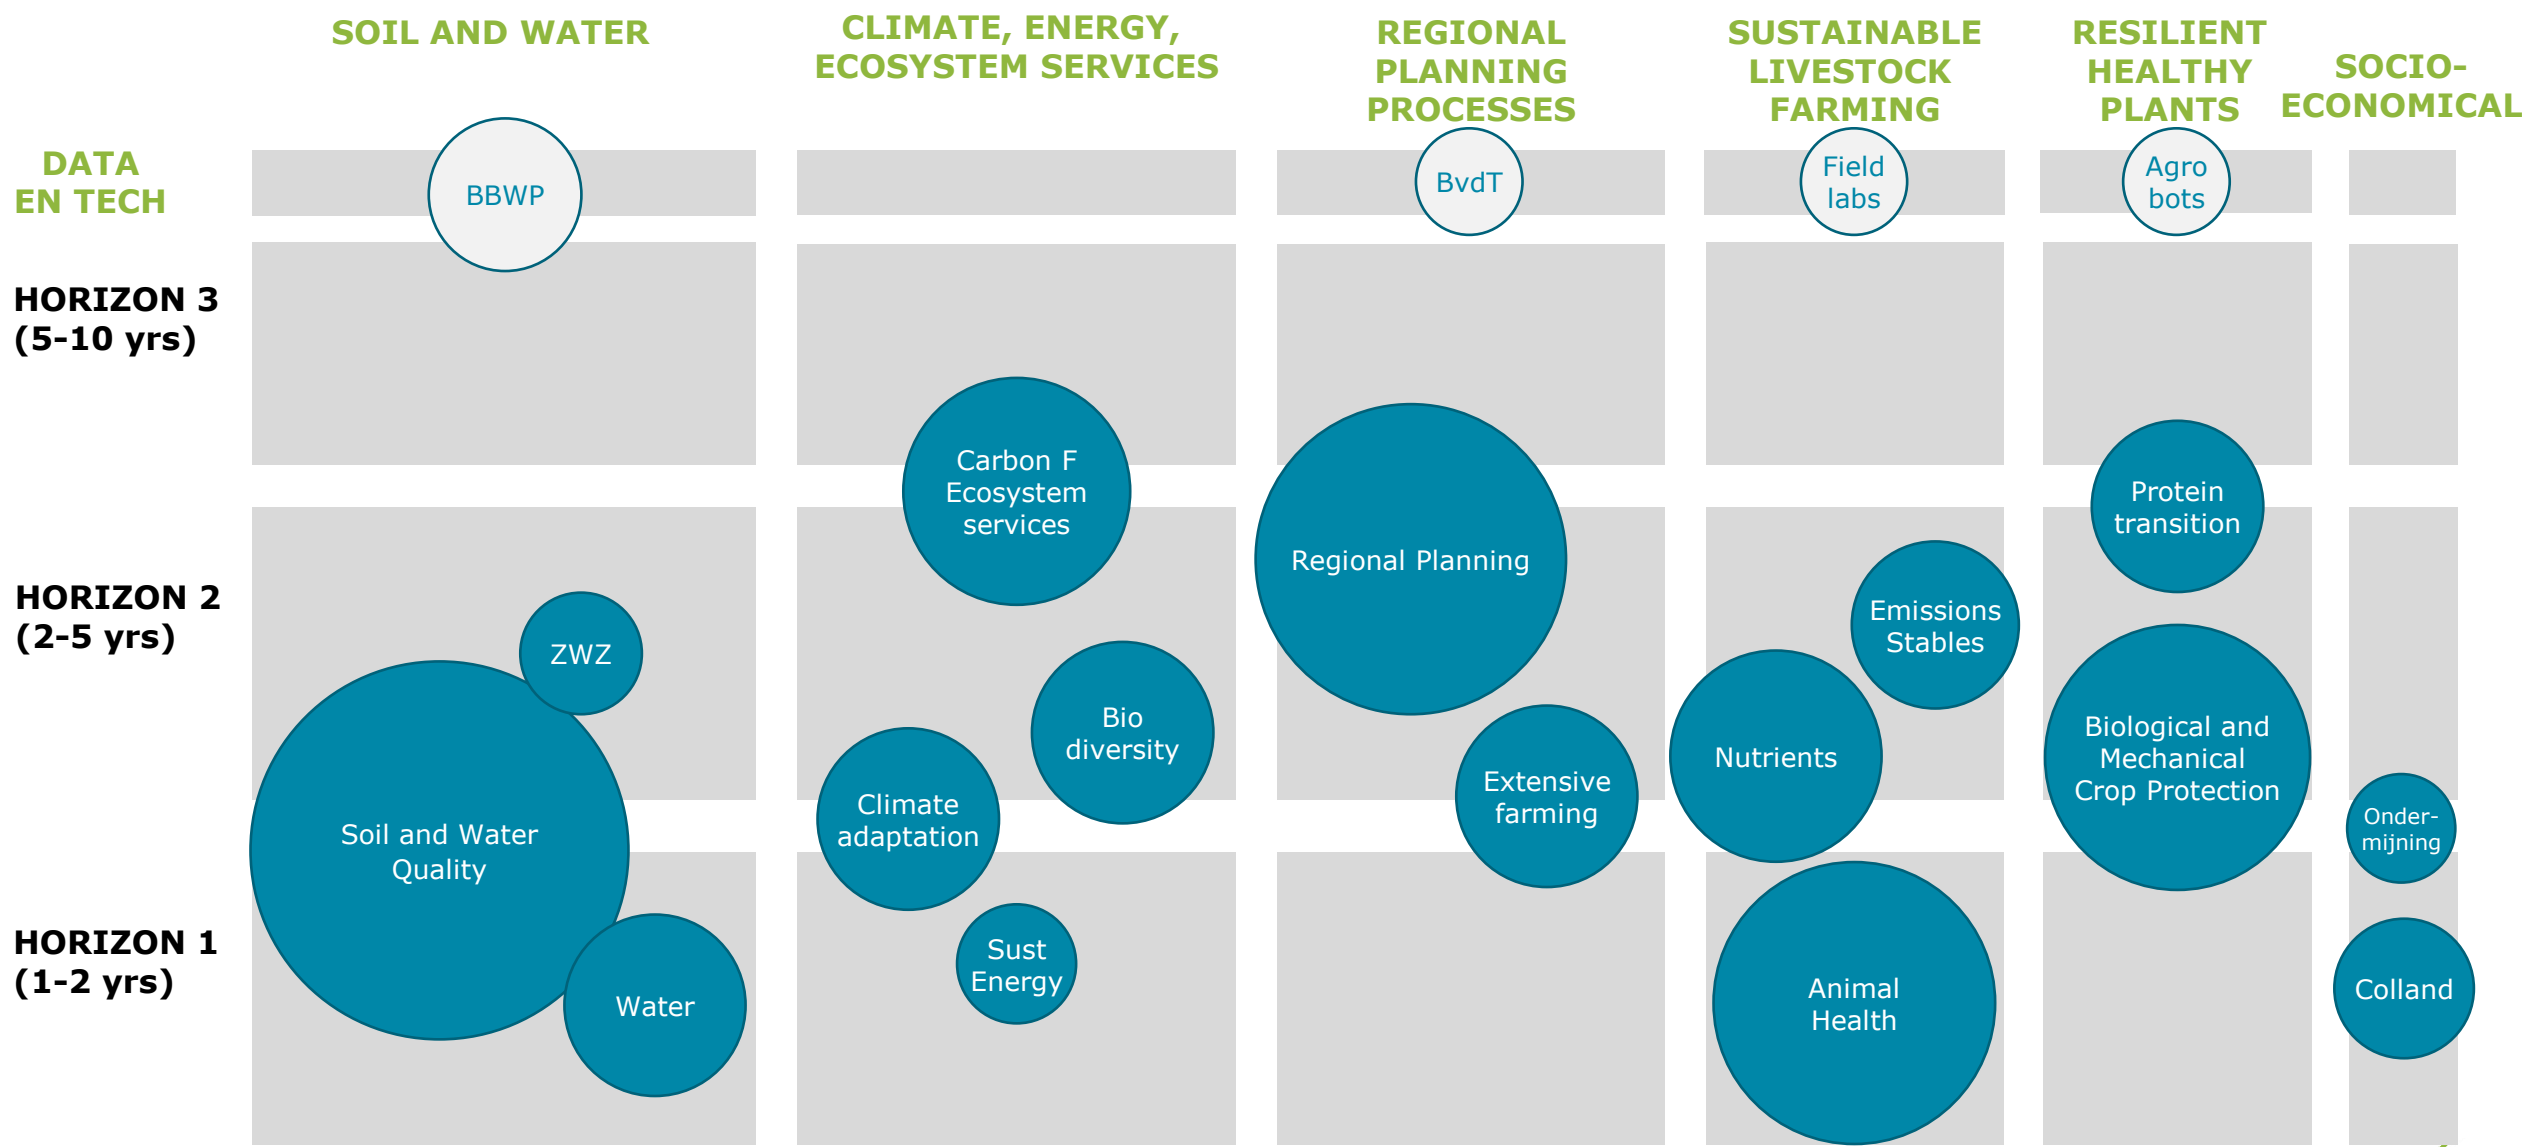 SOIL AND WATER
CLIMATE, ENERGY,
ECOSYSTEM SERVICES
REGIONAL
PLANNING
PROCESSES
SUSTAINABLE
LIVESTOCK
FARMING
RESILIENT
HEALTHY
PLANTS
SOCIO-
ECONOMICAL
DATA
EN TECH
BBWP
BvdT
Field
labs
Agro
bots
HORIZON 3
(5-10 yrs)
Carbon F
Ecosystem
services
Regional Planning
Protein
transition
HORIZON 2
(2-5 yrs)
ZWZ
Bio
diversity
Emissions
Stables
Nutrients
Biological and
Mechanical
Crop Protection
Climate
adaptation
Extensive
farming
Soil and Water
Quality
Onder-
mijning
HORIZON 1
(1-2 yrs)
Water
Sust
Energy
Animal
Health
Colland